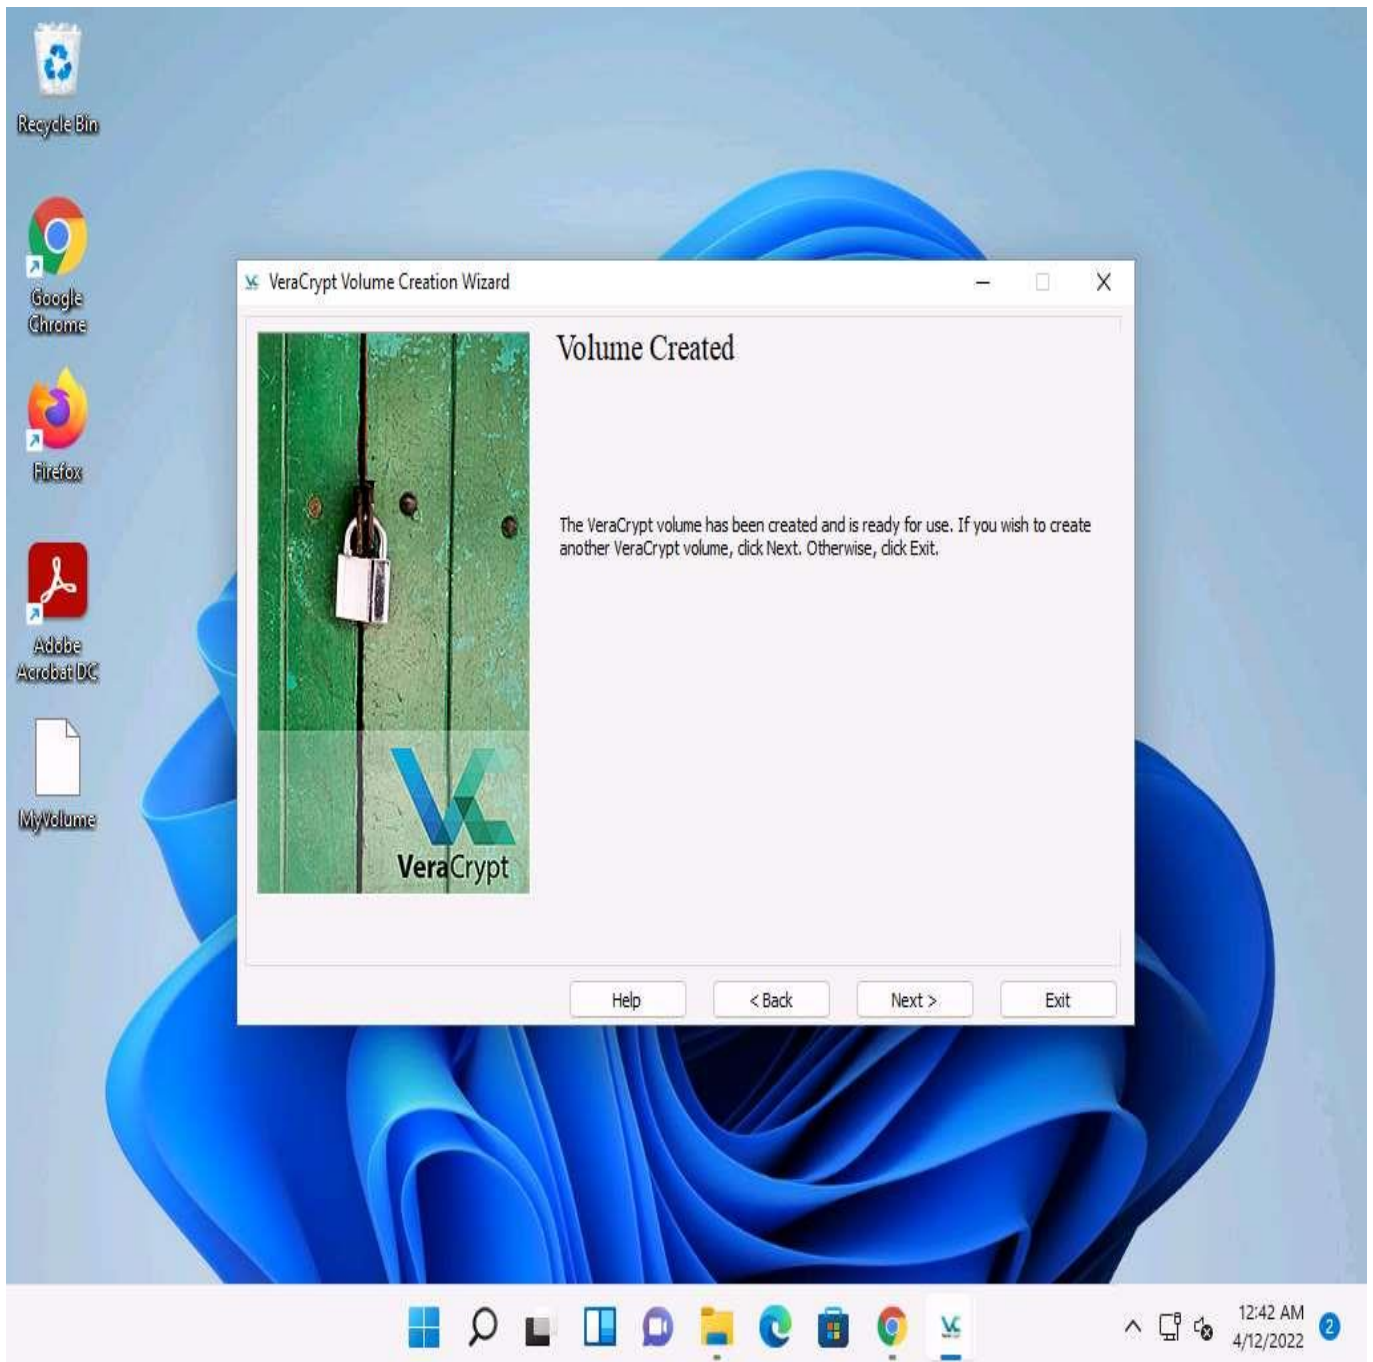 Recycle Bin
Google
Chrome
Firefox
Adobe
Acrobat DC
MyVolume
VeraCrypt Volume Creation Wizard
Volume Created
The VeraCrypt volume has been created and is ready for use. If you wish to create
another VeraCrypt volume, click Next. Otherwise, click Exit.
VeraCrypt
Help
< Back
Next >
Exit
12:42 AM
4/12/2022
2